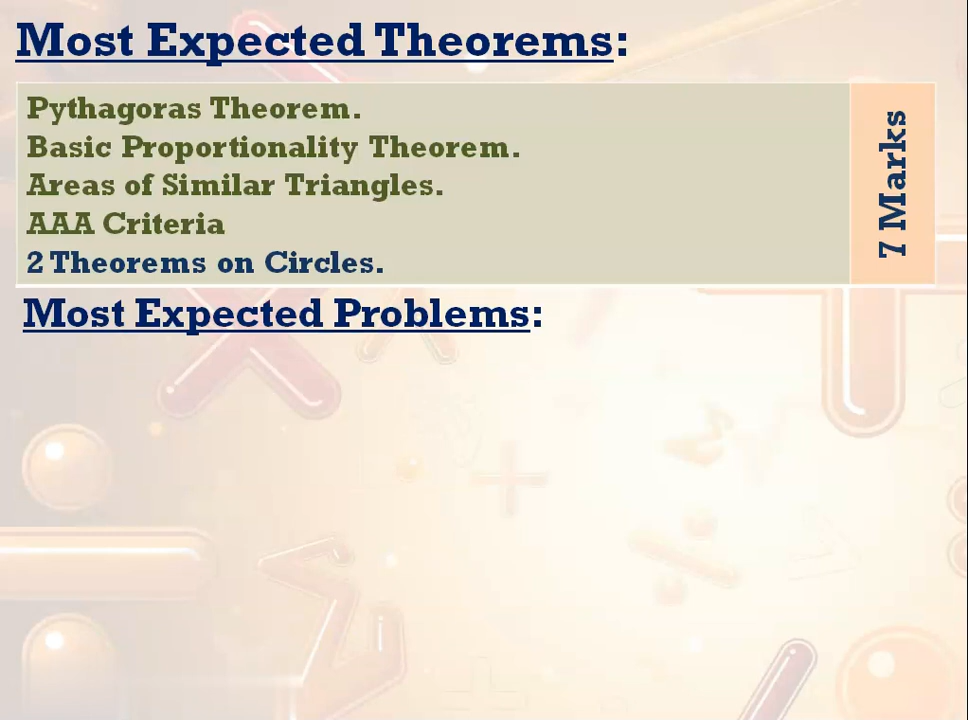 Most Expected Theorems:
Pythagoras Theorem.
Basic Proportionality Theorem.
Areas of Similar Triangles.
AAA Criteria
2 Theorems on Circles.
7 Marks
Most Expected Problems: